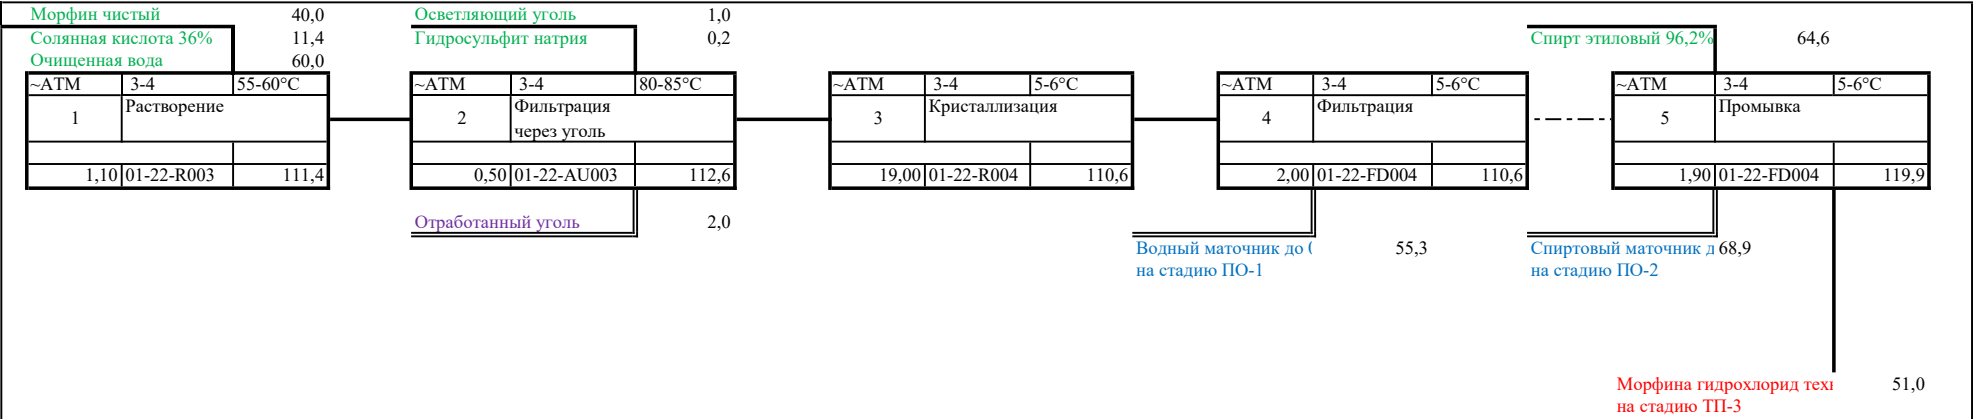 Морфин чистый 40,0
Солянная кислота 36% 11,4
Очищенная вода 60,0
~АТМ 3-4 55-60°C
1 Растворение
1,10 01-22-R003 111,4
Осветляющий уголь 1,0
Гидросульфит натрия 0,2
~АТМ 3-4 80-85°C
2 Фильтрация
через уголь
0,50 01-22-AU003 112,6
Отработанный уголь 2,0
~АТМ 3-4 5-6°C
3 Кристаллизация
19,00 01-22-R004 110,6
~АТМ 3-4 5-6°C
4 Фильтрация
2,00 01-22-FD004 110,6
Водный маточник до 55,3
на стадию ПО-1
Спирт этиловый 96,2% 64,6
~АТМ 3-4 5-6°C
5 Промывка
1,90 01-22-FD004 119,9
Спиртовый маточник д 68,9
на стадию ПО-2
Морфина гидрохлорид техн 51,0
на стадию ТП-3